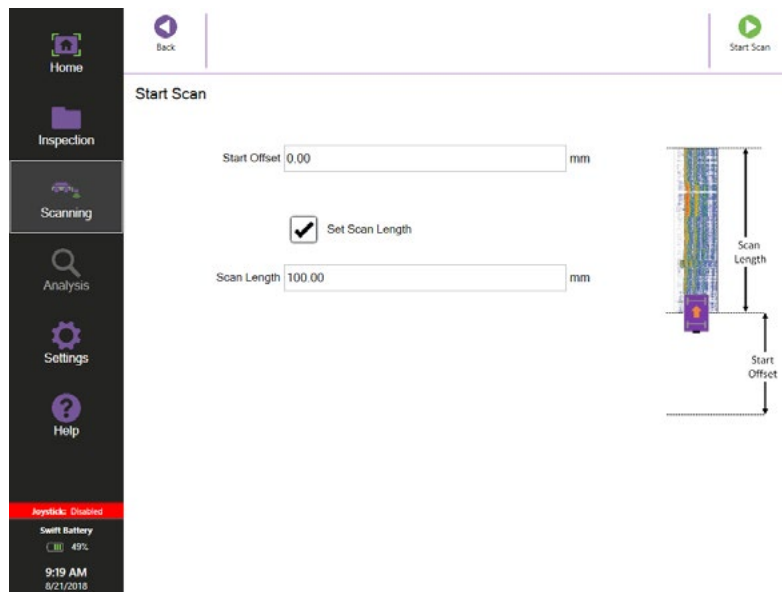 Home
Inspection
Scanning
Analysis
Settings
Help
Joystick: Disabled
Swift Battery
49%
9:19 AM
8/21/2018
Back
Start Scan
Start Scan
Start Offset 0.00 mm
Set Scan Length
Scan Length 100.00 mm
Scan
Length
Start
Offset